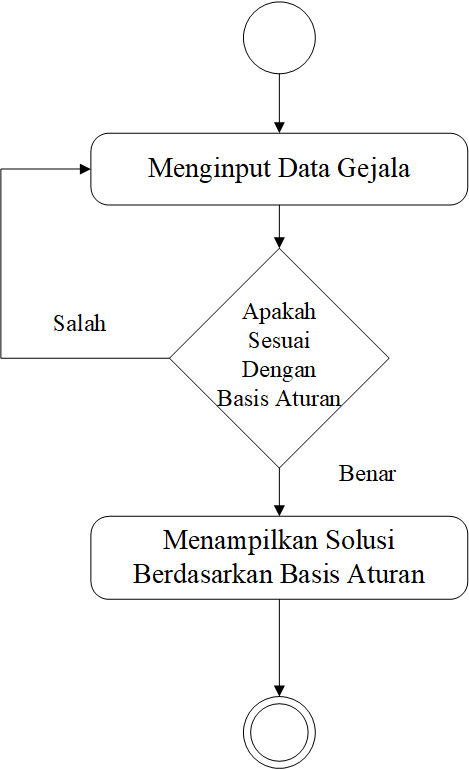 Menginput Data Gejala
Salah
Apakah
Sesuai
Dengan
Basis Aturan
Benar
Menampilkan Solusi
Berdasarkan Basis Aturan